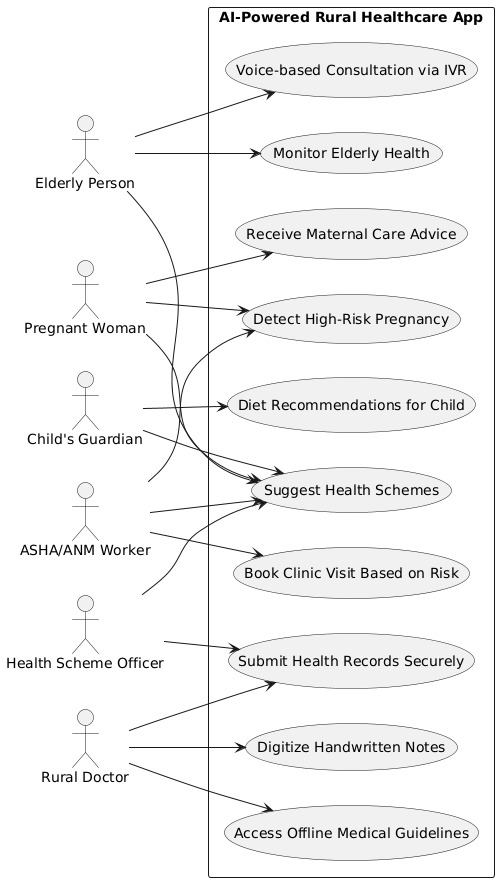 AI-Powered Rural Healthcare App
Voice-based Consultation via IVR
Monitor Elderly Health
Elderly Person
Receive Maternal Care Advice
Detect High-Risk Pregnancy
Pregnant Woman
Diet Recommendations for Child
Child's Guardian
Suggest Health Schemes
ASHA/ANM Worker
Book Clinic Visit Based on Risk
Health Scheme Officer
Submit Health Records Securely
Digitize Handwritten Notes
Rural Doctor
Access Offline Medical Guidelines